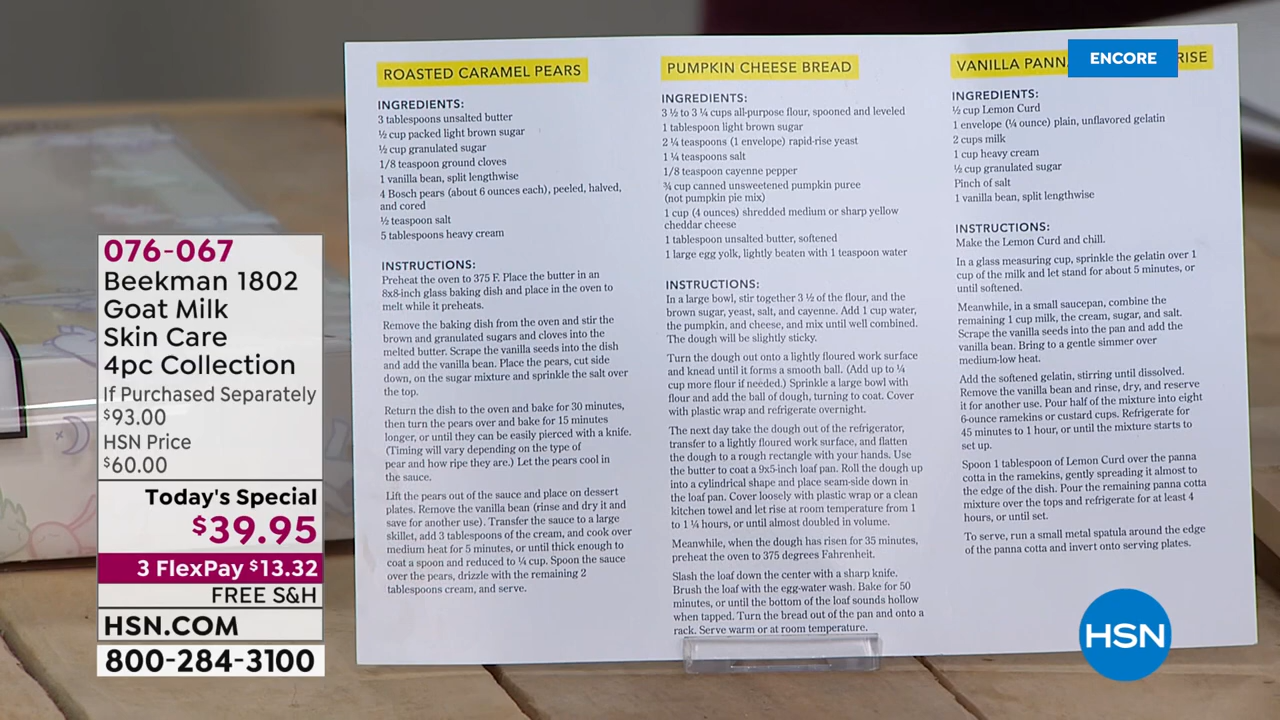 ROASTED CARAMEL PEARS
INGREDIENTS:
3 tablespoons unsalted butter
½ cup packed light brown sugar
½ cup granulated sugar
1/8 teaspoon ground cloves
1 vanilla bean, split lengthwise
4 Bosch pears (about 6 ounces each), peeled, halved,
and cored
½ teaspoon salt
5 tablespoons heavy cream
INSTRUCTIONS:
Preheat the oven to 375 F. Place the butter in an
8x8-inch glass baking dish and place in the oven to
melt while it preheats.
Remove the baking dish from the oven and stir the
brown and granulated sugars and cloves into the
melted butter. Scrape the vanilla seeds into the dish
and add the vanilla bean. Place the pears, cut side
down, on the sugar mixture and sprinkle the salt over
the top.
Return the dish to the oven and bake for 30 minutes,
then turn the pears over and bake for 15 minutes
longer, or until they can be easily pierced with a knife.
(Timing will vary depending on the type of
pear and how ripe they are.) Let the pears cool in
the sauce.
Lift the pears out of the sauce and place on dessert
plates. Remove the vanilla bean (rinse and dry it and
save for another use). Transfer the sauce to a large
skillet, add 3 tablespoons of the cream, and cook over
medium heat for 5 minutes, or until thick enough to
coat a spoon and reduced to ¼ cup. Spoon the sauce
over the pears, drizzle with the remaining 2
tablespoons cream, and serve.
PUMPKIN CHEESE BREAD
INGREDIENTS:
3 ½ to 3 ¼ cups all-purpose flour, spooned and leveled
1 tablespoon light brown sugar
2 ¼ teaspoons (1 envelope) rapid-rise yeast
1 ¼ teaspoons salt
1/8 teaspoon cayenne pepper
¾ cup canned unsweetened pumpkin puree
(not pumpkin pie mix)
1 cup (4 ounces) shredded medium or sharp yellow
cheddar cheese
1 tablespoon unsalted butter, softened
1 large egg yolk, lightly beaten with 1 teaspoon water
INSTRUCTIONS:
In a large bowl, stir together 3 ½ of the flour, and the
brown sugar, yeast, salt, and cayenne. Add 1 cup water,
the pumpkin, and cheese, and mix until well combined.
The dough will be slightly sticky.
Turn the dough out onto a lightly floured work surface
and knead until it forms a smooth ball. (Add up to ¼
cup more flour if needed.) Sprinkle a large bowl with
flour and add the ball of dough, turning to coat. Cover
with plastic wrap and refrigerate overnight.
The next day take the dough out of the refrigerator,
transfer to a lightly floured work surface, and flatten
the dough to a rough rectangle with your hands. Use
the butter to coat a 9x5-inch loaf pan. Roll the dough up
into a cylindrical shape and place seam-side down in
the loaf pan. Cover loosely with plastic wrap or a clean
kitchen towel and let rise at room temperature from 1
to 1 ¼ hours, or until almost doubled in volume.
Meanwhile, when the dough has risen for 35 minutes,
preheat the oven to 375 degrees Fahrenheit.
Slash the loaf down the center with a sharp knife.
Brush the loaf with the egg-water wash. Bake for 50
minutes, or until the bottom of the loaf sounds hollow
when tapped. Turn the bread out of the pan and onto a
rack. Serve warm or at room temperature.
VANILLA
ENCORE
INGREDIENTS:
½ cup Lemon Curd
1 envelope (¼ ounce) plain, unflavored gelatin
2 cups milk
1 cup heavy cream
½ cup granulated sugar
Pinch of salt
1 vanilla bean, split lengthwise
INSTRUCTIONS:
Make the Lemon Curd and chill.
In a glass measuring cup, sprinkle the gelatin over 1
cup of the milk and let stand for about 5 minutes, or
until softened.
Meanwhile, in a small saucepan, combine the
remaining 1 cup milk, the cream, sugar, and salt.
Scrape the vanilla seeds into the pan and add the
vanilla bean. Bring to a gentle simmer over
medium-low heat.
Add the softened gelatin, stirring until dissolved.
Remove the vanilla bean and rinse, dry, and reserve
it for another use. Pour half of the mixture into eight
6-ounce ramekins or custard cups. Refrigerate for
45 minutes to 1 hour, or until the mixture starts to
set up.
Spoon 1 tablespoon of Lemon Curd over the panna
cotta in the ramekins, gently spreading it almost to
the edge of the dish. Pour the remaining panna cotta
mixture over the tops and refrigerate for at least 4
hours, or until set.
To serve, run a small metal spatula around the edge
of the panna cotta and invert onto serving plates.
076-067
Beekman 1802
Goat Milk
Skin Care
4pc Collection
If Purchased Separately
$93.00
HSN Price
$60.00
Today's Special
$39.95
3 FlexPay $13.32
FREE S&H
HSN.COM
800-284-3100
HSN